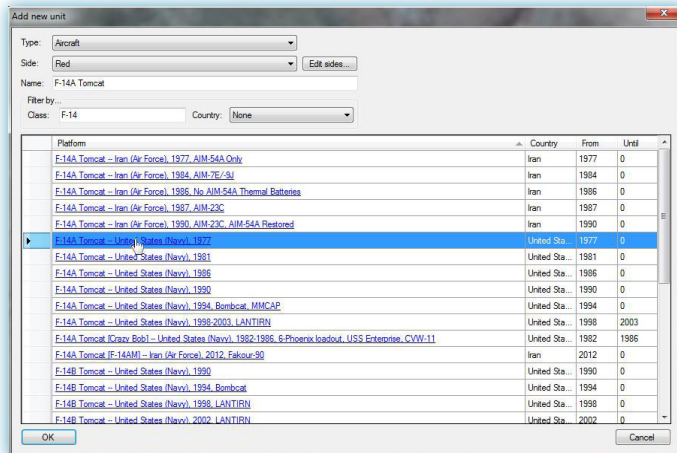 Add new unit
Type: Aircraft
Side: Red Edit sides...
Name: F-14A Tomcat
Filter by...
Class: F-14 Country: None
Platform Country From Until
F-14A Tomcat -- Iran (Air Force), 1977, AIM-54A Only Iran 1977 0
F-14A Tomcat -- Iran (Air Force), 1984, AIM-7E/-9J Iran 1984 0
F-14A Tomcat -- Iran (Air Force), 1986, No AIM-54A Thermal Batteries Iran 1986 0
F-14A Tomcat -- Iran (Air Force), 1987, AIM-23C Iran 1987 0
F-14A Tomcat -- Iran (Air Force), 1990, AIM-23C, AIM-54A Restored Iran 1990 0
F-14A Tomcat -- United States (Navy), 1977 United Sta... 1977 0
F-14A Tomcat -- United States (Navy), 1981 United Sta... 1981 0
F-14A Tomcat -- United States (Navy), 1986 United Sta... 1986 0
F-14A Tomcat -- United States (Navy), 1990 United Sta... 1990 0
F-14A Tomcat -- United States (Navy), 1994, Bombcat, MMCAP United Sta... 1994 0
F-14A Tomcat -- United States (Navy), 1998-2003, LANTIRN United Sta... 1998 2003
F-14A Tomcat [Crazy Bob] -- United States (Navy), 1982-1986, 6-Phoenix loadout, USS Enterprise, CVW-11 United Sta... 1982 1986
F-14A Tomcat [F-14AM] -- Iran (Air Force), 2012, Fakour-90 Iran 2012 0
F-14B Tomcat -- United States (Navy), 1990 United Sta... 1990 0
F-14B Tomcat -- United States (Navy), 1994, Bombcat United Sta... 1994 0
F-14B Tomcat -- United States (Navy), 1998, LANTIRN United Sta... 1998 0
F-14B Tomcat -- United States (Navy), 2002, LANTIRN United Sta... 2002 0
OK Cancel